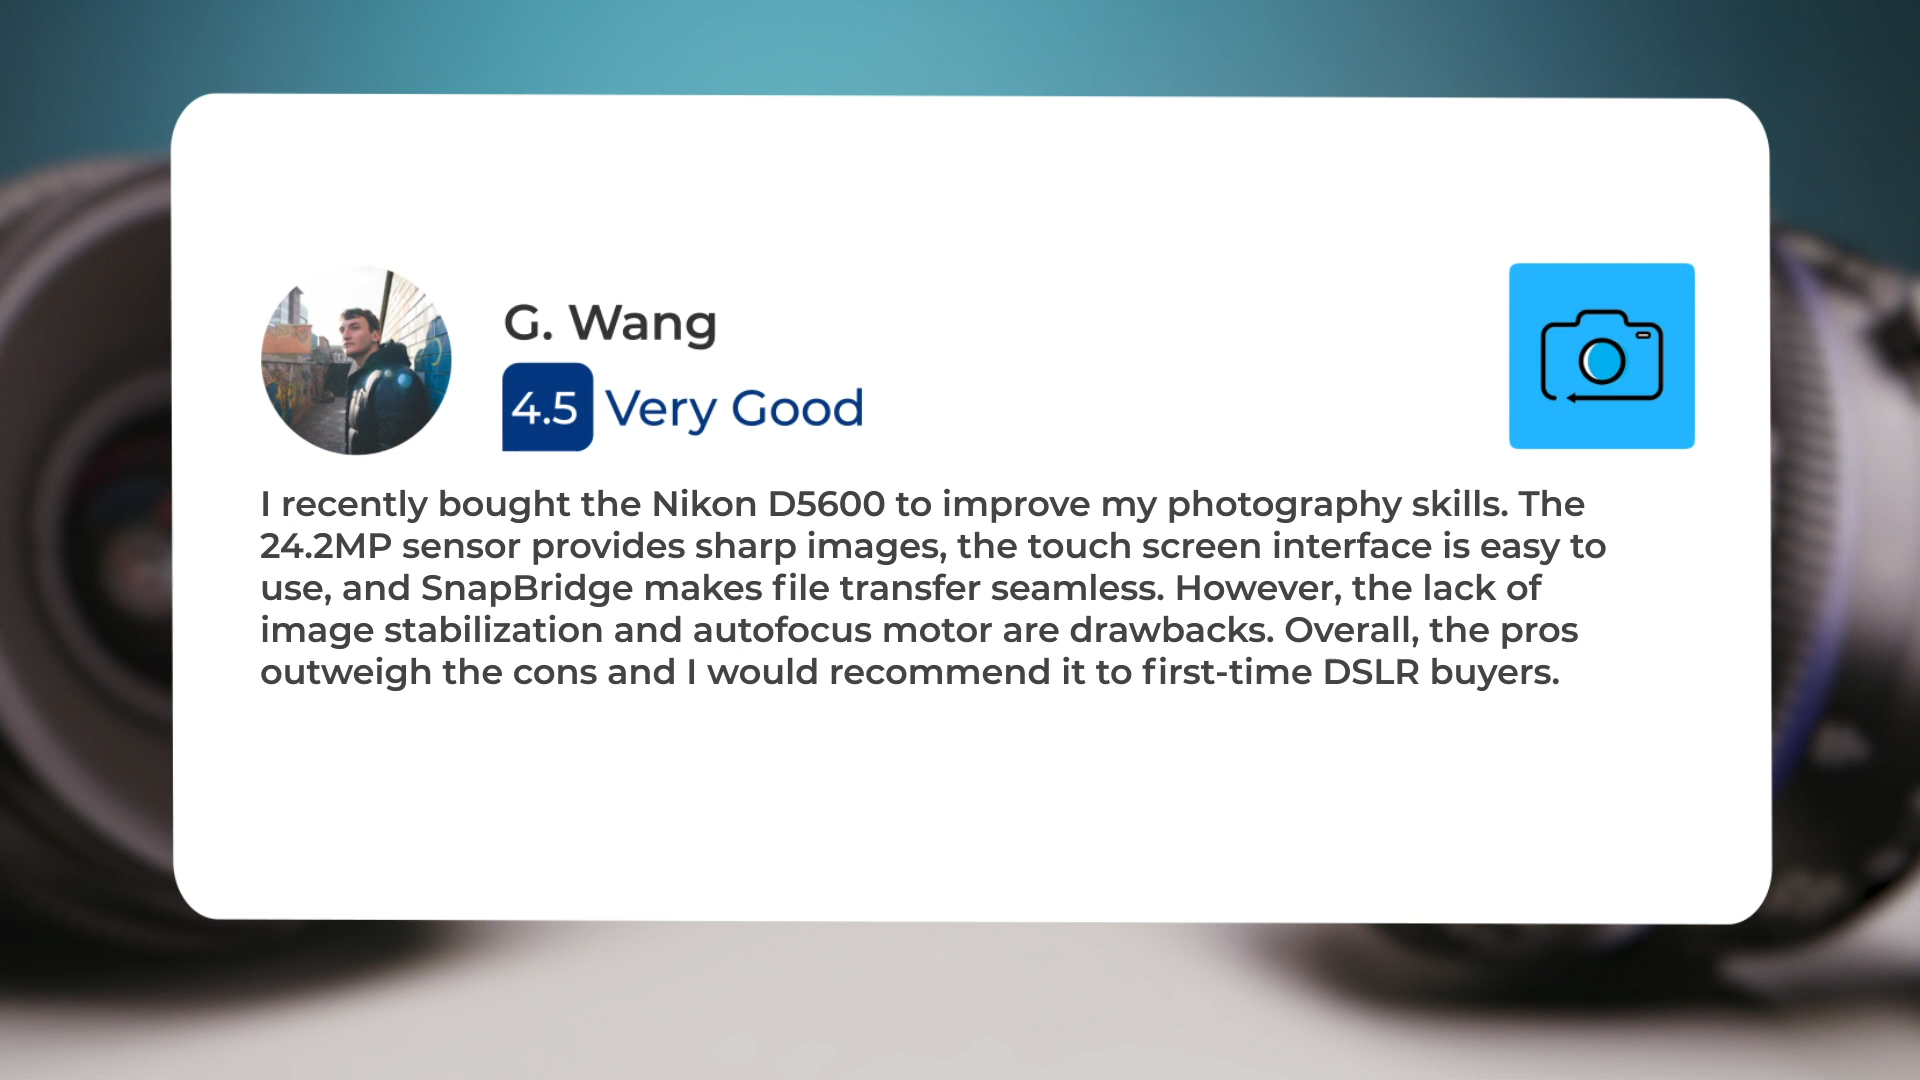 G. Wang
4.5 Very Good
I recently bought the Nikon D5600 to improve my photography skills. The
24.2MP sensor provides sharp images, the touch screen interface is easy to
use, and SnapBridge makes file transfer seamless. However, the lack of
image stabilization and autofocus motor are drawbacks. Overall, the pros
outweigh the cons and I would recommend it to first-time DSLR buyers.